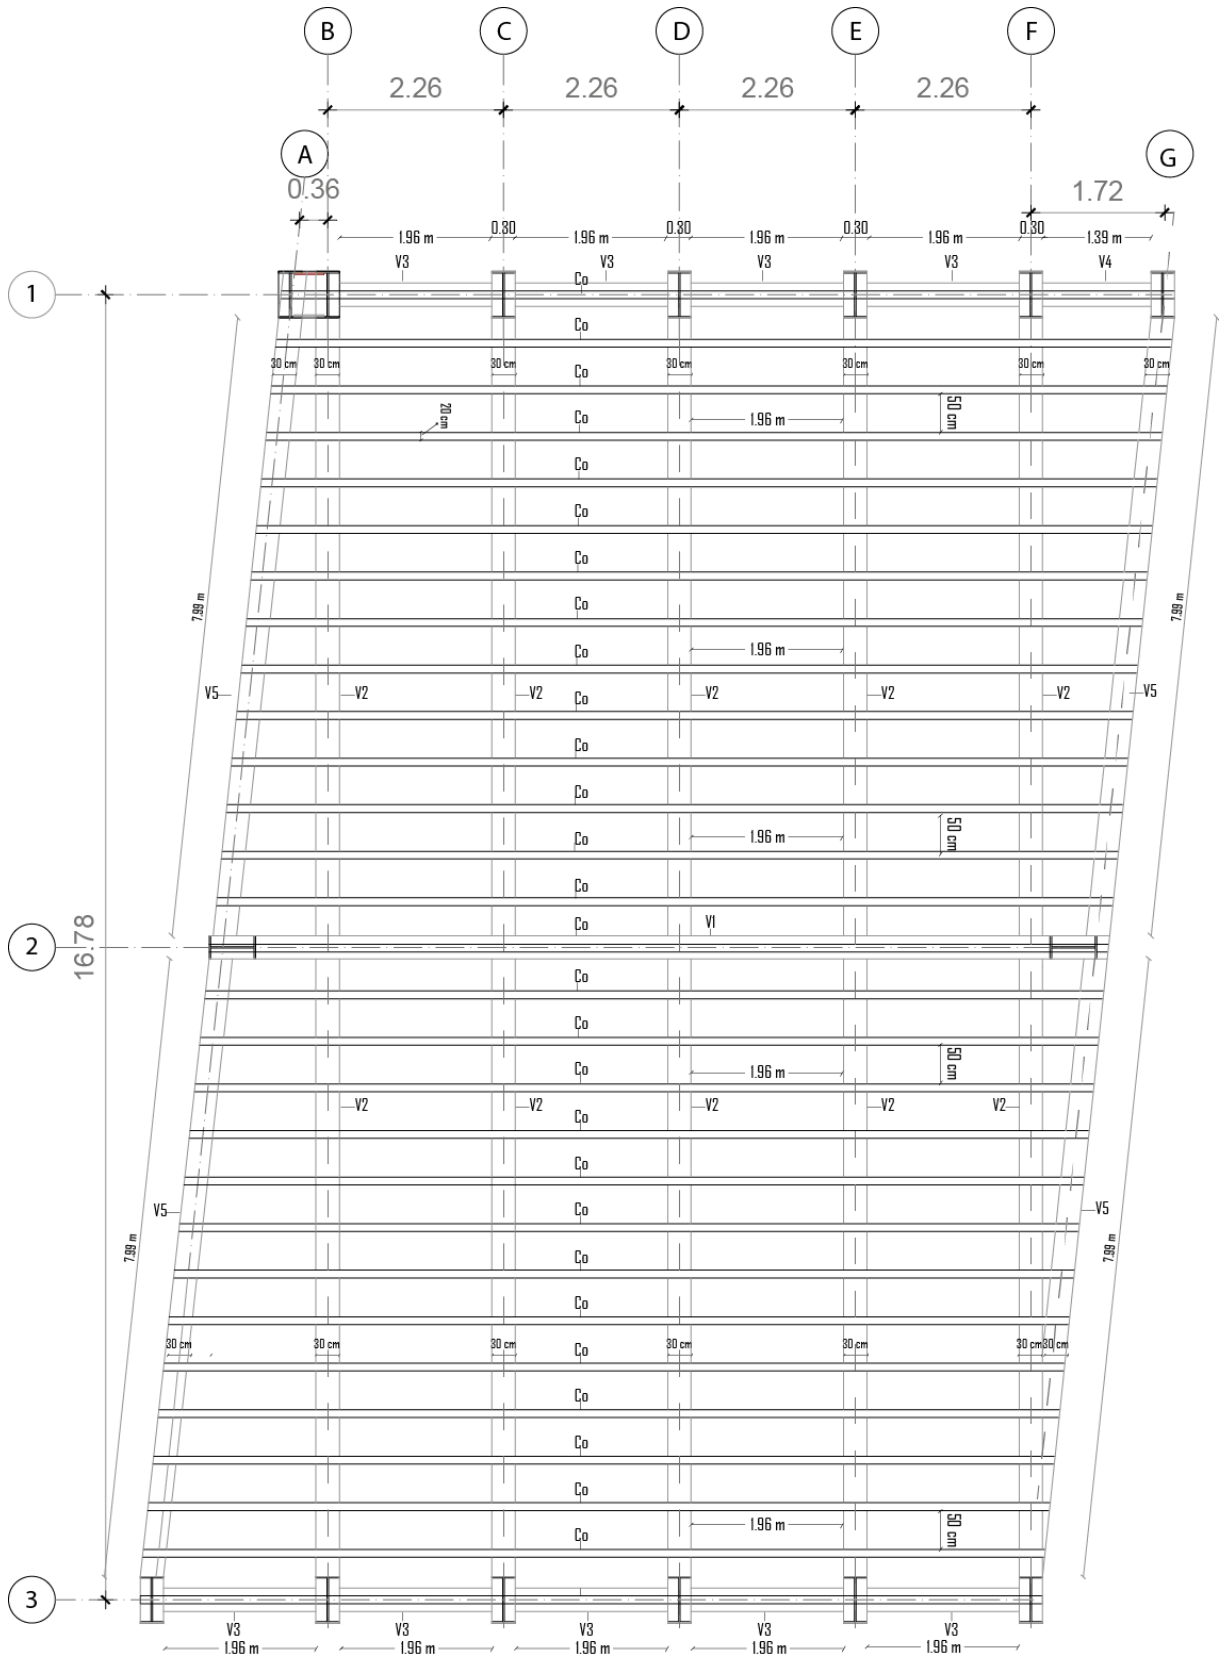 B C D E F
2.26 2.26 2.26 2.26
A G
0.36 1.72
0.30 0.30 0.30 0.30
1.96 m 1.96 m 1.96 m 1.96 m 1.39 m
V3 V3 V3 V3 V4
Co
1
Co
30 cm 30 cm 30 cm 30 cm 30 cm 30 cm 30 cm
Co
20 cm 50 cm
Co 1.96 m
Co
Co
Co
7.99 m Co 7.99 m
Co 1.96 m
V5 V2 V2 V2 V2 V2 V5
Co
Co
Co
Co 1.96 m 50 cm
Co
Co V1
2
16.78
Co
Co
Co 1.96 m 50 cm
V2 V2 V2 V2 V2
Co
Co
V5 Co V5
7.99 m Co 7.99 m
Co
30 cm 30 cm 30 cm 30 cm 30 cm 30 cm 30 cm
Co
Co
Co
Co
Co 1.96 m 50 cm
3
V3 V3 V3 V3 V3
1.96 m 1.96 m 1.96 m 1.96 m 1.96 m